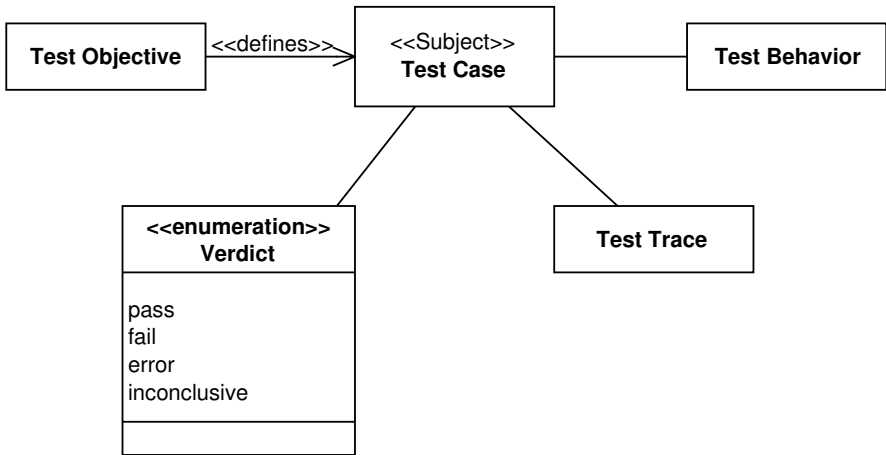 Test Objective
<<defines>>
<<Subject>>
Test Case
Test Behavior
<<enumeration>>
Verdict
pass
fail
error
inconclusive
Test Trace